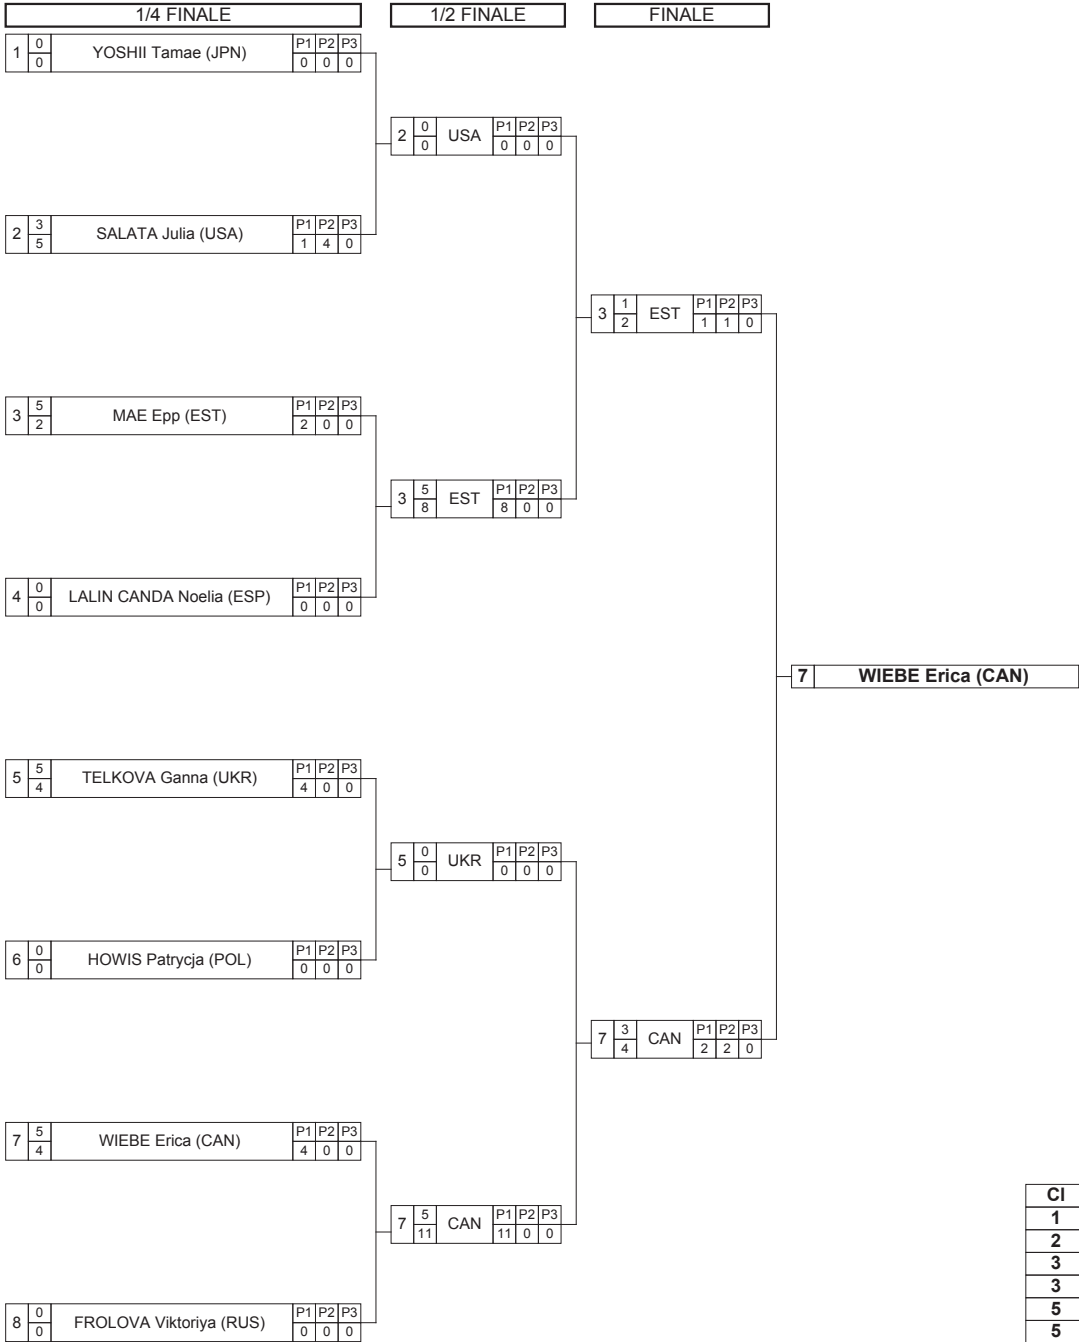 1/4 FINALE 1/2 FINALE FINALE
1 0 YOSHII Tamae (JPN) P1 P2 P3
0 0 0 0
2 0 USA P1 P2 P3
0 0 0 0
2 3 SALATA Julia (USA) P1 P2 P3
5 1 4 0
3 1 EST P1 P2 P3
2 1 1 0
3 5 MAE Epp (EST) P1 P2 P3
2 2 0 0
3 5 EST P1 P2 P3
8 8 0 0
4 0 LALIN CANDA Noelia (ESP) P1 P2 P3
0 0 0 0
7 WIEBE Erica (CAN)
5 5 TELKOVA Ganna (UKR) P1 P2 P3
4 4 0 0
5 0 UKR P1 P2 P3
0 0 0 0
6 0 HOWIS Patrycja (POL) P1 P2 P3
0 0 0 0
7 3 CAN P1 P2 P3
4 2 2 0
7 5 WIEBE Erica (CAN) P1 P2 P3
4 4 0 0
Cl
1
7 5 CAN P1 P2 P3
11 11 0 0
2
3
3
5
8 0 FROLOVA Viktoriya (RUS) P1 P2 P3
0 0 0 0
5